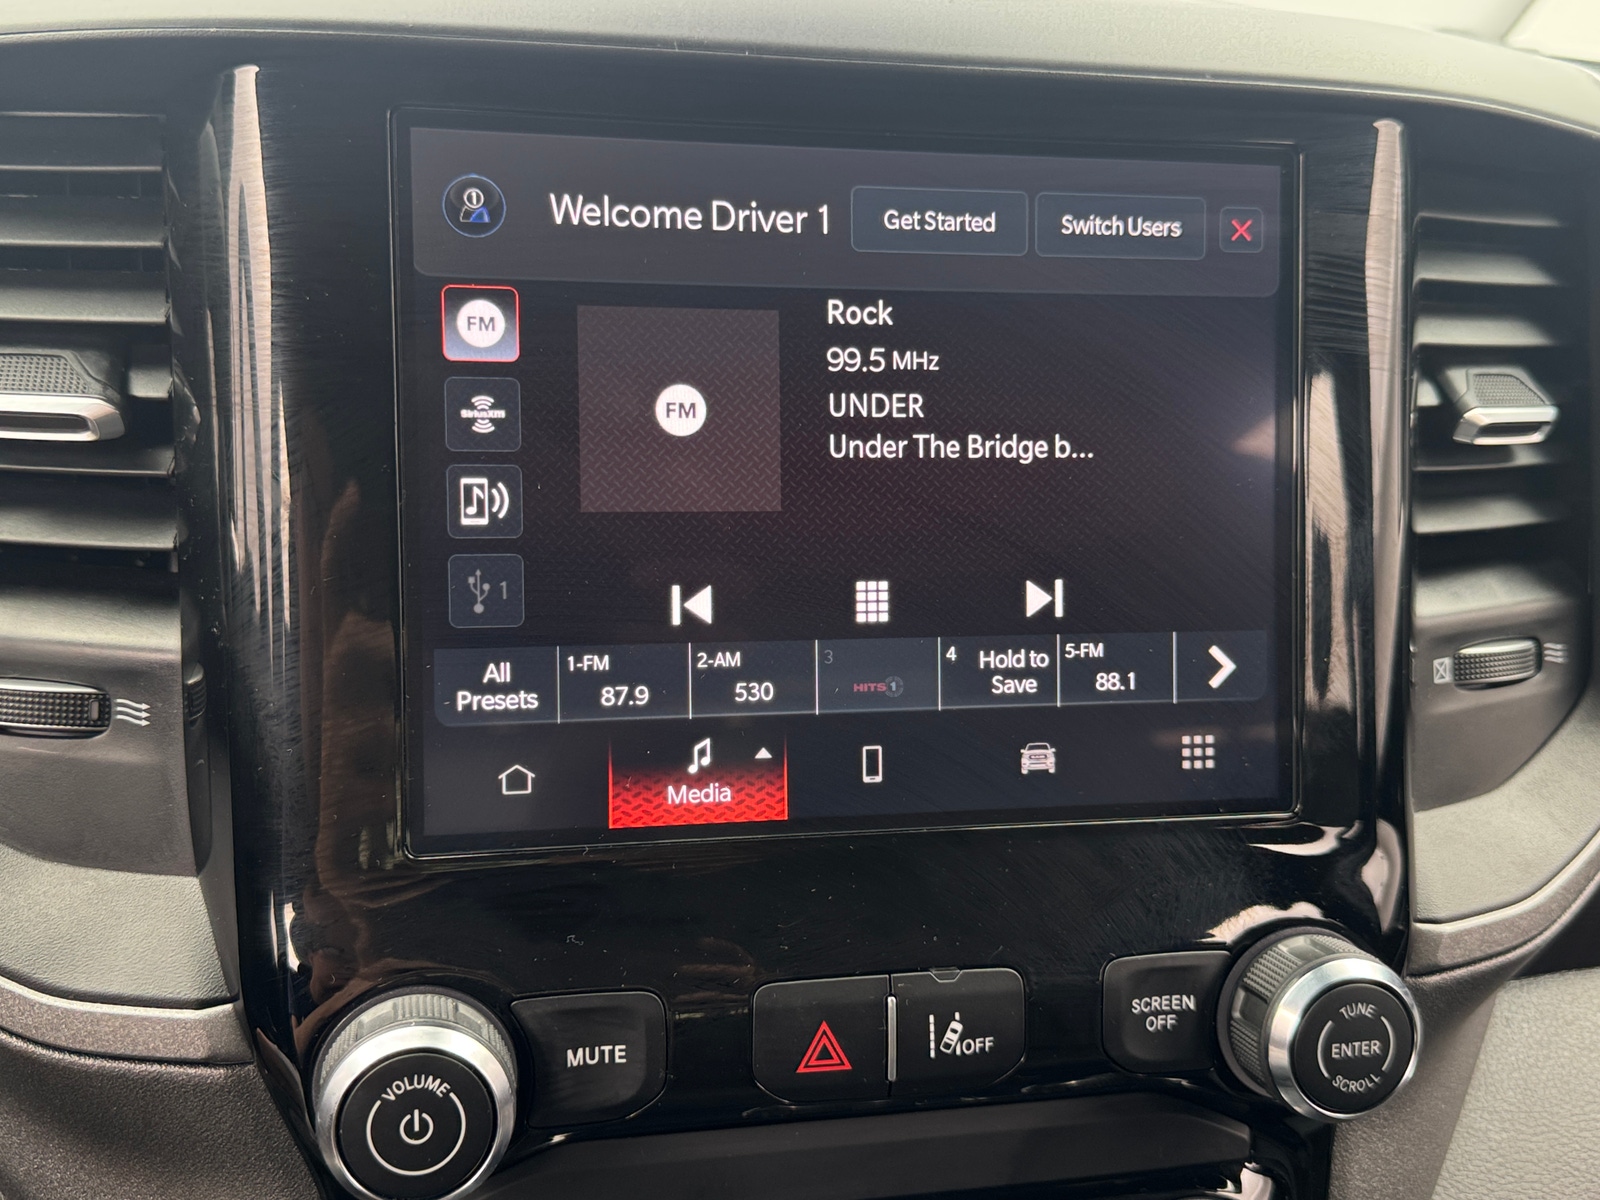 1
Welcome Driver 1
Get Started
Switch Users
FM
SiriusXM
1
FM
Rock
99.5 MHz
UNDER
Under The Bridge b...
All
Presets
1-FM
87.9
2-AM
530
3
HITS 1
4
Hold to
Save
5-FM
88.1
Media
VOLUME
MUTE
OFF
SCREEN
OFF
TUNE
ENTER
SCROLL